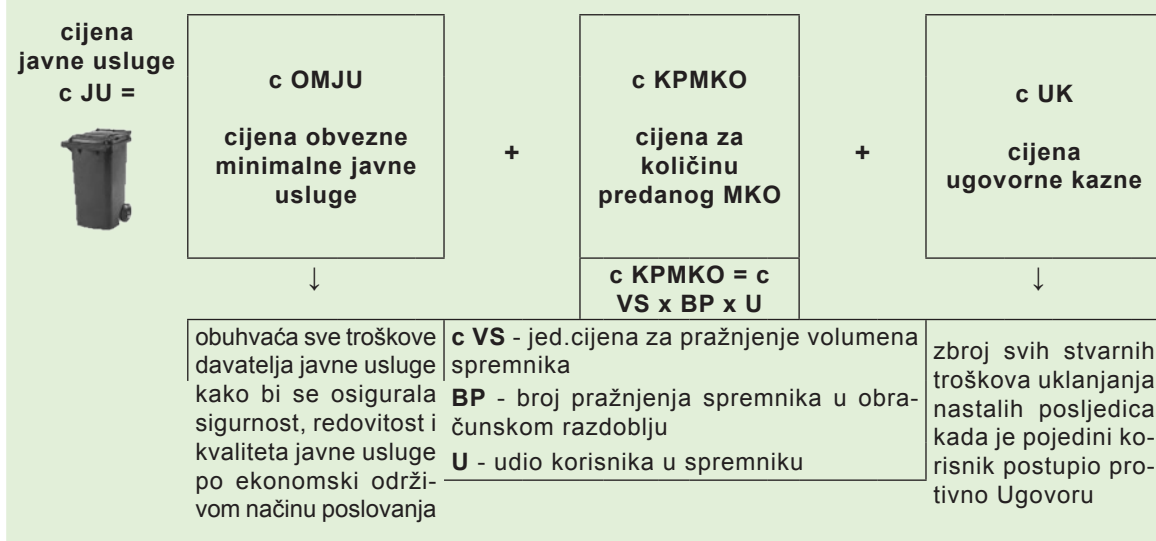 cijena
javne usluge
c JU =
c OMJU
cijena obvezne
minimalne javne
usluge
+
c KPMKO
cijena za
količinu
predanog MKO
+
c UK
cijena
ugovorne kazne
↓
c KPMKO = c
VS x BP x U
↓
obuhvaća sve troškove
davatelja javne usluge
kako bi se osigurala
sigurnost, redovitost i
kvaliteta javne usluge
po ekonomski održi-
vom načinu poslovanja
c VS - jed.cijena za pražnjenje volumena
spremnika
BP - broj pražnjenja spremnika u obra-
čunskom razdoblju
U - udio korisnika u spremniku
zbroj svih stvarnih
troškova uklanjanja
nastalih posljedica
kada je pojedini ko-
risnik postupio pro-
tivno Ugovoru